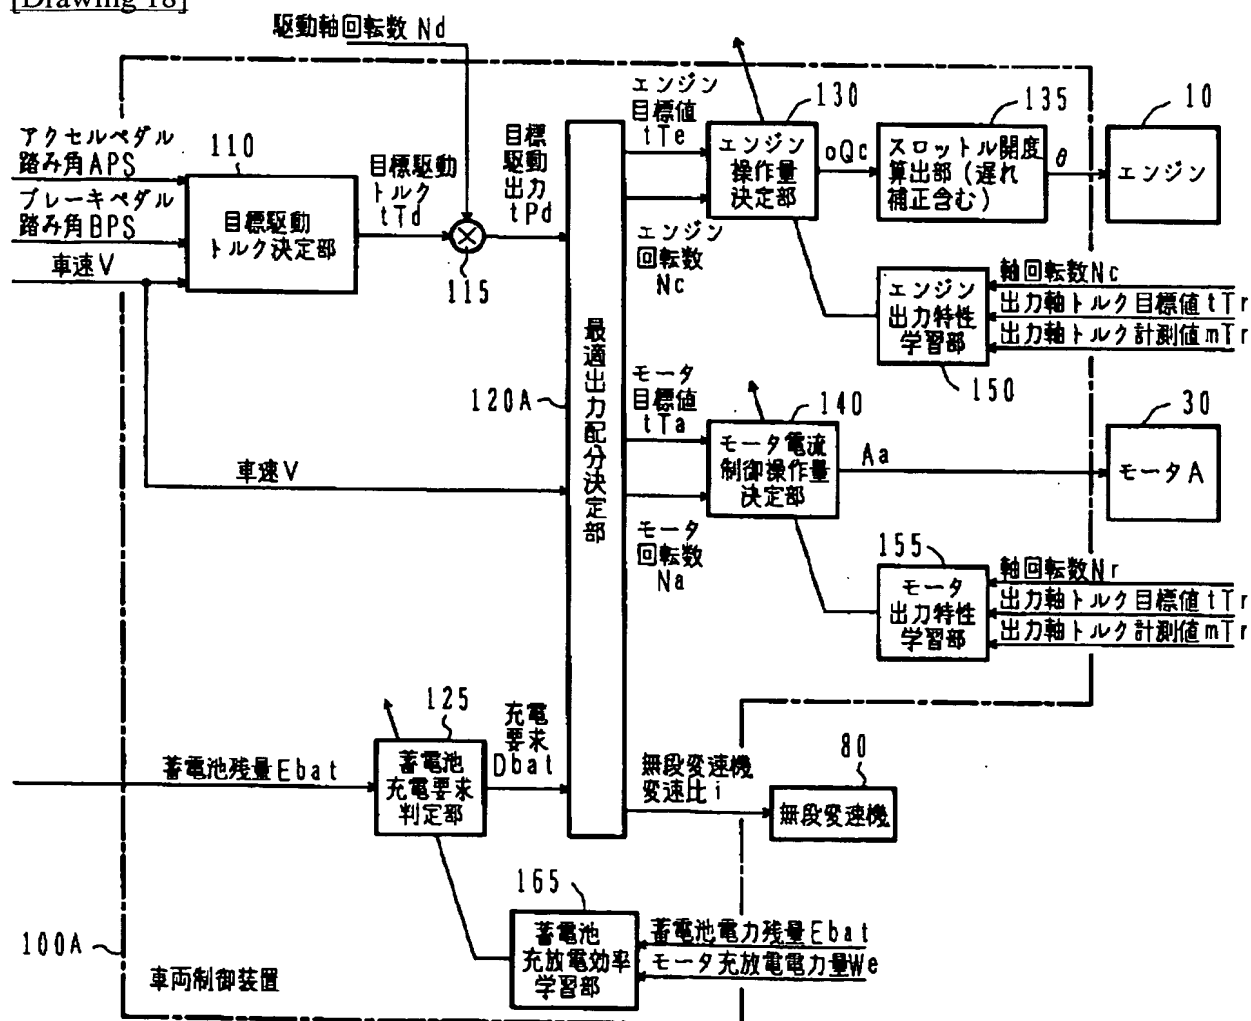 [Drawing 18]
駆動軸回転数Nd
アクセルペダル
踏み角APS
ブレーキペダル
踏み角BPS
車速V
110
目標駆動
トルク決定部
目標駆動
トルク
tTd
115
目標
駆動
出力
tPd
120A
最適出力配分決定部
エンジン
目標値
tTe
エンジン
回転数
Nc
130
エンジン
操作量
決定部
oQc
135
スロットル開度
算出部(遅れ
補正含む)
θ
10
エンジン
エンジン
出力特性
学習部
150
軸回転数Nc
出力軸トルク目標値tTr
出力軸トルク計測値mTr
モータ
目標値
tTa
モータ
回転数
Na
140
モータ電流
制御操作量
決定部
Aa
30
モータA
155
モータ
出力特性
学習部
軸回転数Nr
出力軸トルク目標値tTr
出力軸トルク計測値mTr
車速V
蓄電池残量Ebat
125
蓄電池
充電要求
判定部
充電
要求
Dbat
無段変速機
変速比i
80
無段変速機
165
蓄電池
充放電効率
学習部
蓄電池電力残量Ebat
モータ充放電電力量We
100A
車両制御装置